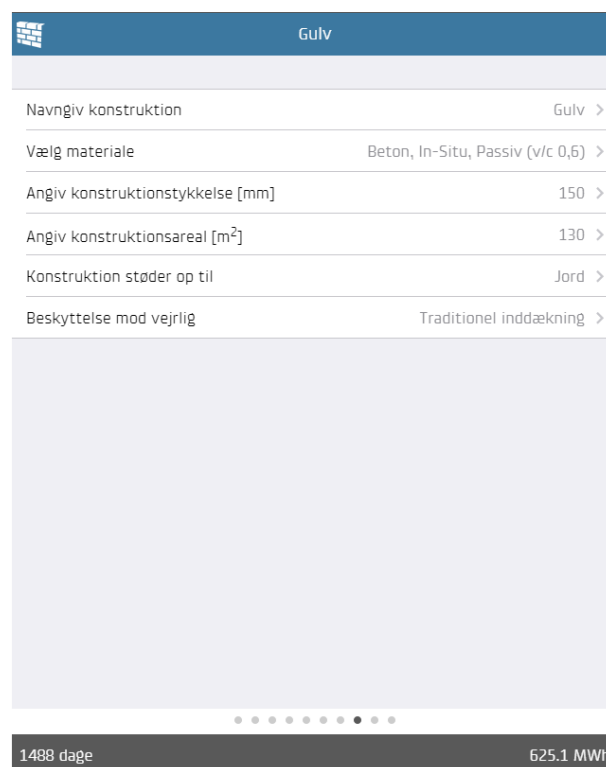 Gulv
Navngiv konstruktion Gulv >
Vælg materiale Beton, In-Situ, Passiv (v/c 0,6) >
Angiv konstruktionstykkelse [mm] 150 >
Angiv konstruktionsareal [m²] 130 >
Konstruktion støder op til Jord >
Beskyttelse mod vejrlig Traditionel inddækning >
1488 dage 625.1 MWh